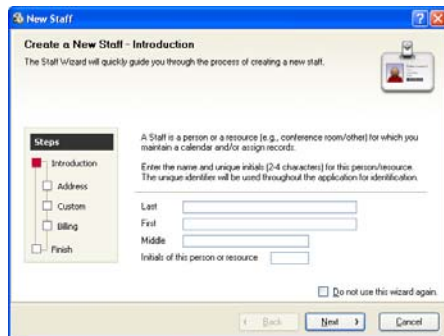 New Staff
Create a New Staff - Introduction
The Staff Wizard will quickly guide you through the process of creating a new staff.
Steps
Introduction
Address
Custom
Billing
Finish
A Staff is a person or a resource (e.g., conference room/other) for which you
maintain a calendar and/or assign records.
Enter the name and unique initials (2-4 characters) for this person/resource.
The unique identifier will be used throughout the application for identification.
Last
First
Middle
Initials of this person or resource
Do not use this wizard again.
< Back
Next >
Cancel